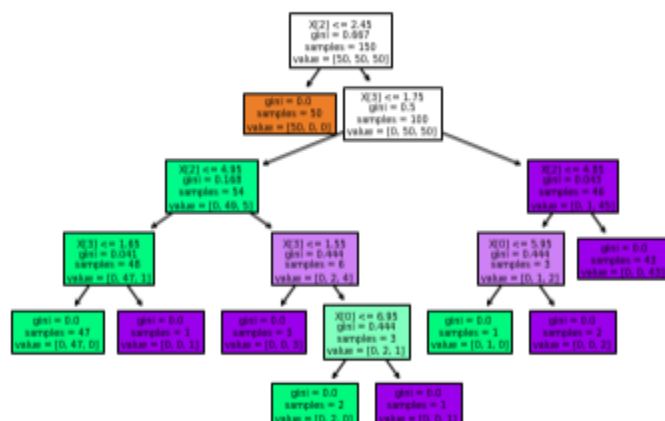 X[2] <= 2.45
gini = 0.667
samples = 150
value = [50, 50, 50]
gini = 0.0
samples = 50
value = [50, 0, 0]
X[3] <= 1.75
gini = 0.5
samples = 100
value = [0, 50, 50]
X[2] <= 4.95
gini = 0.168
samples = 54
value = [0, 49, 5]
X[2] <= 4.85
gini = 0.043
samples = 46
value = [0, 1, 45]
X[3] <= 1.65
gini = 0.041
samples = 48
value = [0, 47, 1]
X[3] <= 1.55
gini = 0.444
samples = 6
value = [0, 2, 4]
X[0] <= 5.95
gini = 0.444
samples = 3
value = [0, 1, 2]
gini = 0.0
samples = 43
value = [0, 0, 43]
gini = 0.0
samples = 47
value = [0, 47, 0]
gini = 0.0
samples = 1
value = [0, 0, 1]
gini = 0.0
samples = 3
value = [0, 0, 3]
X[0] <= 6.95
gini = 0.444
samples = 3
value = [0, 2, 1]
gini = 0.0
samples = 1
value = [0, 1, 0]
gini = 0.0
samples = 2
value = [0, 0, 2]
gini = 0.0
samples = 2
value = [0, 2, 0]
gini = 0.0
samples = 1
value = [0, 0, 1]